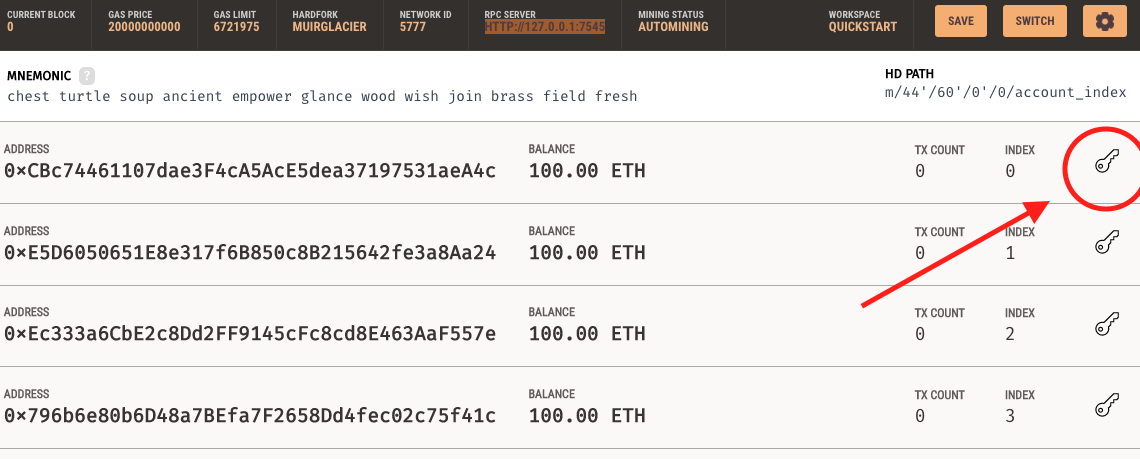 CURRENT BLOCK GAS PRICE GAS LIMIT HARDFORK NETWORK ID RPC SERVER MINING STATUS WORKSPACE
0 20000000000 6721975 MUIRGLACIER 5777 HTTP://127.0.0.1:7545 AUTOMINING QUICKSTART SAVE SWITCH
MNEMONIC ? HD PATH
chest turtle soup ancient empower glance wood wish join brass field fresh m/44'/60'/0'/0/account_index
ADDRESS BALANCE TX COUNT INDEX
0×CBc74461107dae3F4cA5AcE5dea37197531aeA4c 100.00 ETH 0 0
ADDRESS BALANCE TX COUNT INDEX
0×E5D6050651E8e317f6B850c8B215642fe3a8Aa24 100.00 ETH 0 1
ADDRESS BALANCE TX COUNT INDEX
0×Ec333a6CbE2c8Dd2FF9145cFc8cd8E463AaF557e 100.00 ETH 0 2
ADDRESS BALANCE TX COUNT INDEX
0×796b6e80b6D48a7BEfa7F2658Dd4fec02c75f41c 100.00 ETH 0 3